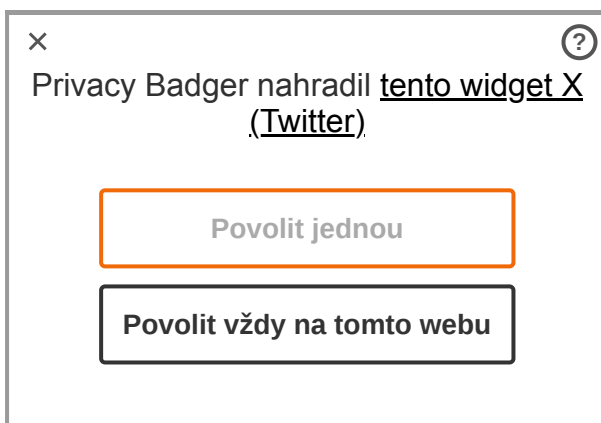 × ?
Privacy Badger nahradil tento widget X
(Twitter)
Povolit jednou
Povolit vždy na tomto webu